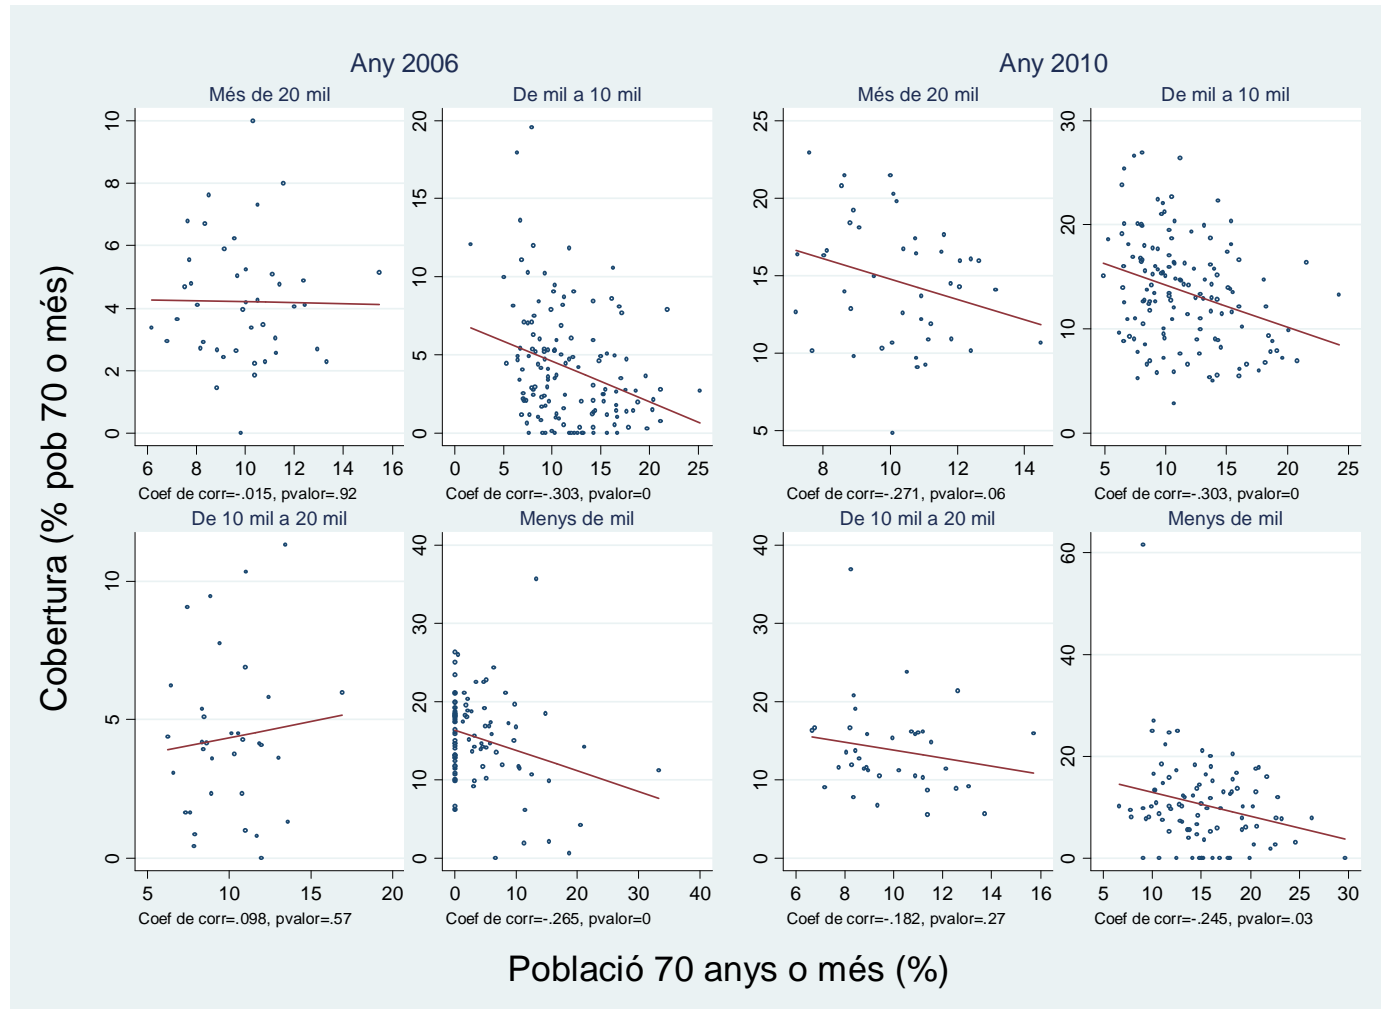 Any 2006
Any 2010
Més de 20 mil
De mil a 10 mil
Més de 20 mil
De mil a 10 mil
10
8
6
4
2
0
6 8 10 12 14 16
Coef de corr=-.015, pvalor=.92
20
15
10
5
0
0 5 10 15 20 25
Coef de corr=-.303, pvalor=0
25
20
15
10
5
8 10 12 14
Coef de corr=-.271, pvalor=.06
30
20
10
0
5 10 15 20 25
Coef de corr=-.303, pvalor=0
Cobertura (% pob 70 o més)
De 10 mil a 20 mil
Menys de mil
De 10 mil a 20 mil
Menys de mil
10
5
0
5 10 15 20
Coef de corr=.098, pvalor=.57
40
30
20
10
0
0 10 20 30 40
Coef de corr=-.265, pvalor=0
40
30
20
10
0
6 8 10 12 14 16
Coef de corr=-.182, pvalor=.27
60
40
20
0
5 10 15 20 25 30
Coef de corr=-.245, pvalor=.03
Població 70 anys o més (%)